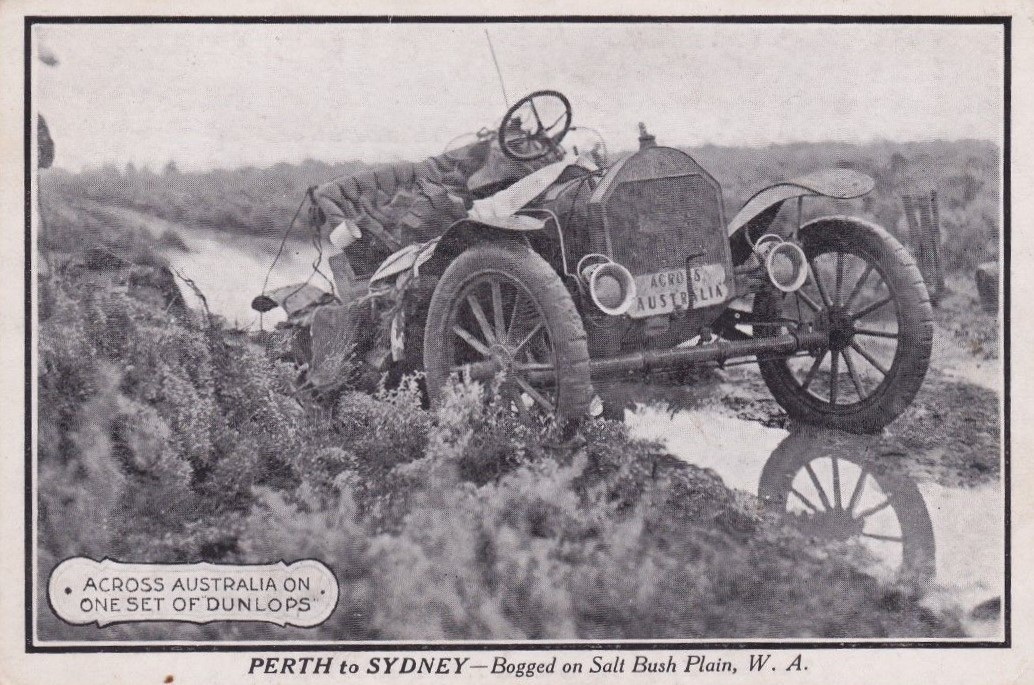 ACROSS
AUSTRALIA
ACROSS AUSTRALIA ON
ONE SET OF "DUNLOPS"
PERTH to SYDNEY—Bogged on Salt Bush Plain, W. A.